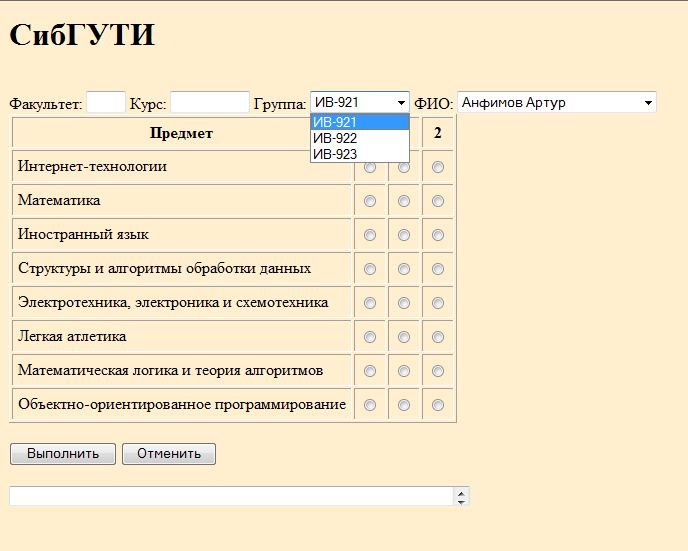 СибГУТИ
Факультет: Курс: Группа: ИВ-921 ФИО: Анфимов Артур
ИВ-921
ИВ-922
ИВ-923
Предмет 2
Интернет-технологии
Математика
Иностранный язык
Структуры и алгоритмы обработки данных
Электротехника, электроника и схемотехника
Легкая атлетика
Математическая логика и теория алгоритмов
Объектно-ориентированное программирование
Выполнить Отменить